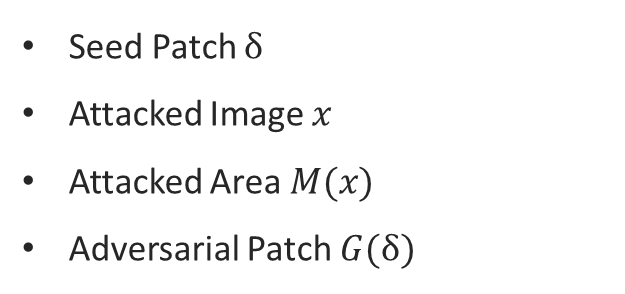 • Seed Patch δ
• Attacked Image x
• Attacked Area M(x)
• Adversarial Patch G(δ)